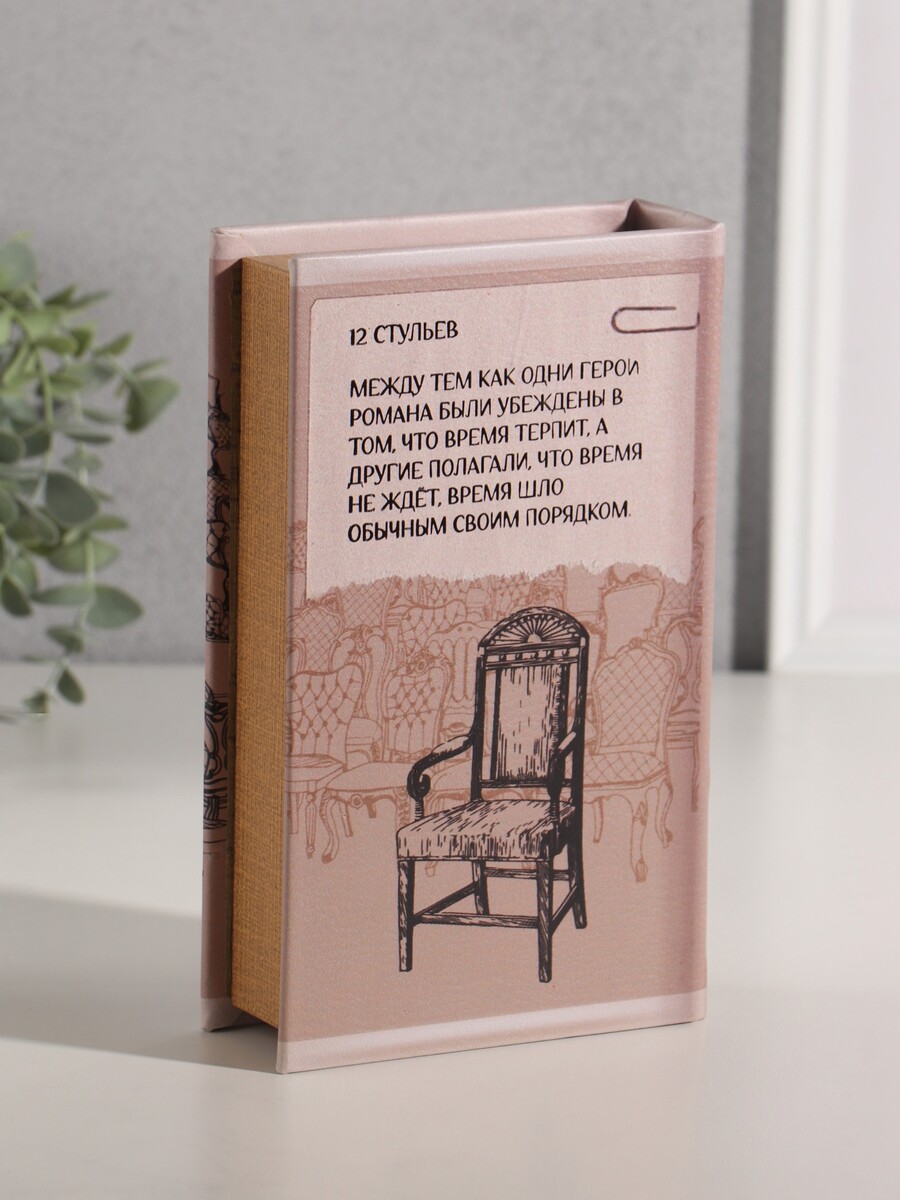 12 СТУЛЬЕВ
МЕЖДУ ТЕМ КАК ОДНИ ГЕРОИ
РОМАНА БЫЛИ УБЕЖДЕНЫ В
ТОМ, ЧТО ВРЕМЯ ТЕРПИТ, А
ДРУГИЕ ПОЛАГАЛИ, ЧТО ВРЕМЯ
НЕ ЖДЁТ, ВРЕМЯ ШЛО
ОБЫЧНЫМ СВОИМ ПОРЯДКОМ.